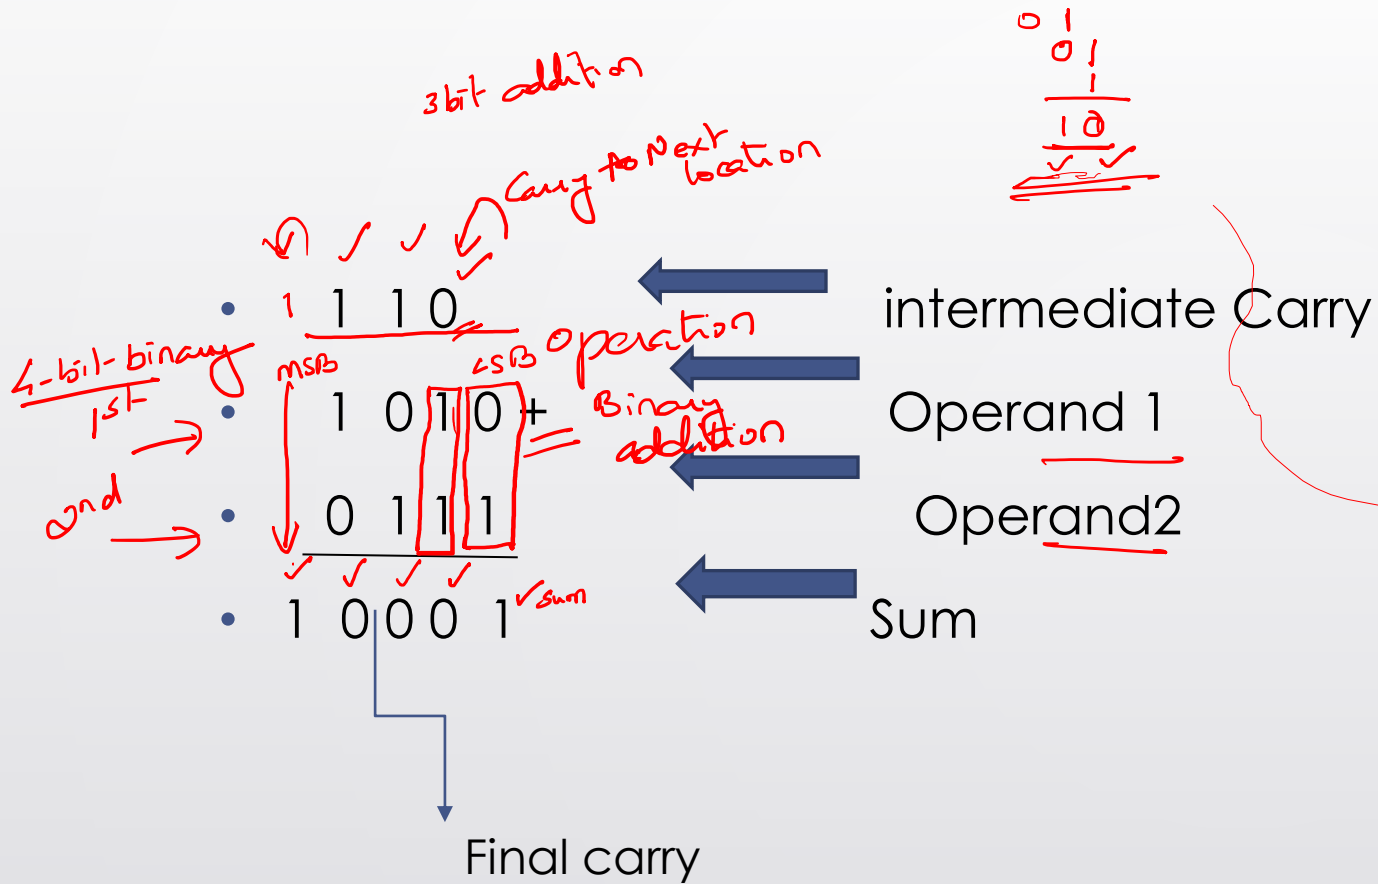 0 1
0 1
1
1 0
3 bit addition
Carry to Next location
1 1 1 0
intermediate Carry
operation
4-bit-binary
1st
MSB
LSB
1 0 1 0 +
Binary addition
Operand 1
2nd
0 1 1 1
Operand2
1 0 0 0 1
sum
Sum
Final carry